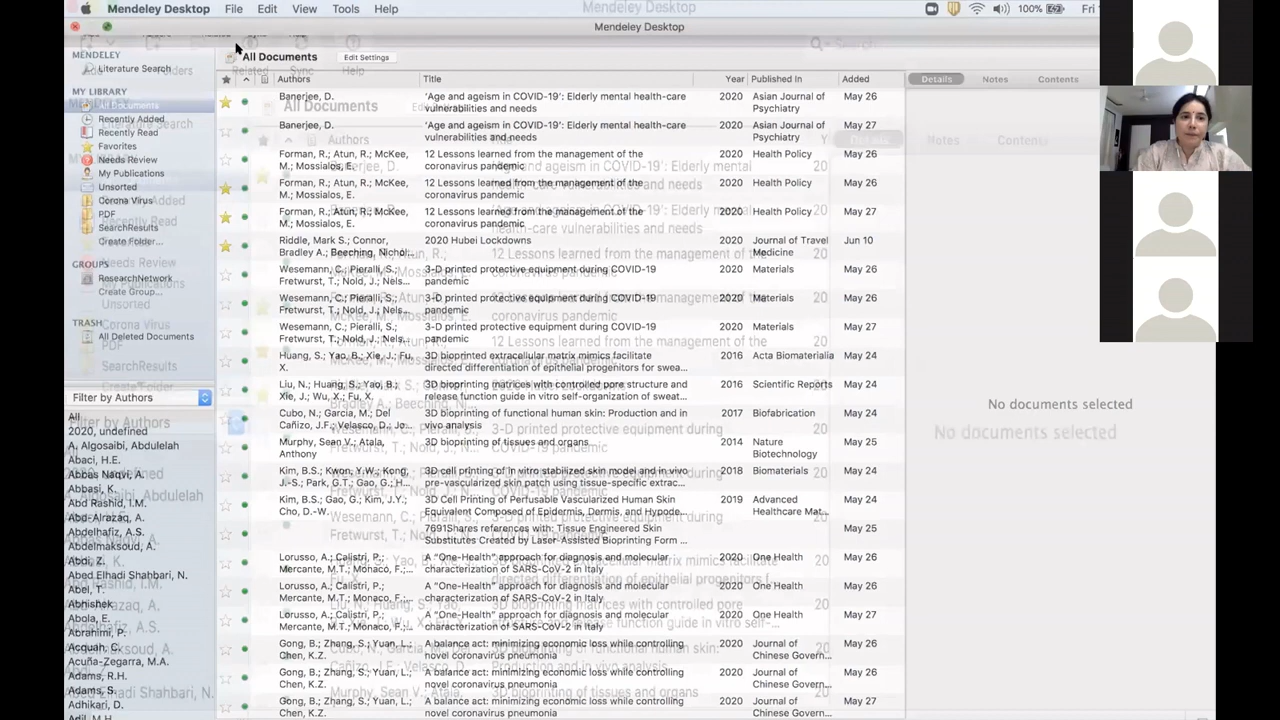 Mendeley Desktop File Edit View Tools Help
100%
Fri
Mendeley Desktop
MENDELEY
Literature Search
MY LIBRARY
All Documents
Recently Added
Recently Read
Favorites
Needs Review
My Publications
Unsorted
Corona Virus
PDF
SearchResults
Create Folder...
GROUPS
ResearchNetwork
Create Group...
TRASH
All Deleted Documents
Filter by Authors
All
2020, undefined
A. Algosaibi, Abdulelah
Abaci, H.E.
Abbas Naqvi, A.
Abbasi, K.
Abd Rashid, I.M.
Abd-Alrazaq, A.
Abdelhafiz, A.S.
Abdelmaksoud, A.
Abdi, Z.
Abed Elhadi Shahbari, N.
Abel, T.
Abhishek
Abola, E.
Abrahimi, P.
Acquah, C.
Acuña-Zegarra, M.A.
Adams, R.H.
Adams, S.
Adhikari, D.
Adil, M.H.
All Documents Edit Settings
Authors Title Year Published In Added
Banerjee, D. 'Age and ageism in COVID-19': Elderly mental health-care 2020 Asian Journal of May 26
vulnerabilities and needs Psychiatry
Banerjee, D. 'Age and ageism in COVID-19': Elderly mental health-care 2020 Asian Journal of May 27
vulnerabilities and needs Psychiatry
Forman, R.; Atun, R.; McKee, 12 Lessons learned from the management of the 2020 Health Policy May 26
M.; Mossialos, E. coronavirus pandemic
Forman, R.; Atun, R.; McKee, 12 Lessons learned from the management of the 2020 Health Policy May 26
M.; Mossialos, E. coronavirus pandemic
Forman, R.; Atun, R.; McKee, 12 Lessons learned from the management of the 2020 Health Policy May 27
M.; Mossialos, E. coronavirus pandemic
Riddle, Mark S.; Connor, 2020 Hubei Lockdowns 2020 Journal of Travel Jun 10
Bradley A.; Beeching, Nichol... Medicine
Wesemann, C.; Pieralli, S.; 3-D printed protective equipment during COVID-19 2020 Materials May 26
Fretwurst, T.; Nold, J.; Nels... pandemic
Wesemann, C.; Pieralli, S.; 3-D printed protective equipment during COVID-19 2020 Materials May 26
Fretwurst, T.; Nold, J.; Nels... pandemic
Wesemann, C.; Pieralli, S.; 3-D printed protective equipment during COVID-19 2020 Materials May 27
Fretwurst, T.; Nold, J.; Nels... pandemic
Huang, S.; Yao, B.; Xie, J.; Fu, 3D bioprinted extracellular matrix mimics facilitate 2016 Acta Biomaterialia May 24
X. directed differentiation of epithelial progenitors for swea...
Liu, N.; Huang, S.; Yao, B.; 3D bioprinting matrices with controlled pore structure and 2016 Scientific Reports May 24
Xie, J.; Wu, X.; Fu, X. release function guide in vitro self-organization of sweat...
Cubo, N.; Garcia, M.; Del 3D bioprinting of functional human skin: Production and in 2017 Biofabrication May 24
Cañizo, J.F.; Velasco, D.; Jo... vivo analysis
Murphy, Sean V.; Atala, 3D bioprinting of tissues and organs 2014 Nature May 25
Anthony Biotechnology
Kim, B.S.; Kwon, Y.W.; Kong, 3D cell printing of in vitro stabilized skin model and in vivo 2018 Biomaterials May 24
J.-S.; Park, G.T.; Gao, G.; H... pre-vascularized skin patch using tissue-specific extrac...
Kim, B.S.; Gao, G.; Kim, J.Y.; 3D Cell Printing of Perfusable Vascularized Human Skin 2019 Advanced May 24
Cho, D.-W. Equivalent Composed of Epidermis, Dermis, and Hypode... Healthcare Mat...
7691Shares references with: Tissue Engineered Skin May 25
Substitutes Created by Laser-Assisted Bioprinting Form ...
Lorusso, A.; Calistri, P.; A "One-Health" approach for diagnosis and molecular 2020 One Health May 26
Mercante, M.T.; Monaco, F.;... characterization of SARS-CoV-2 in Italy
Lorusso, A.; Calistri, P.; A "One-Health" approach for diagnosis and molecular 2020 One Health May 26
Mercante, M.T.; Monaco, F.;... characterization of SARS-CoV-2 in Italy
Lorusso, A.; Calistri, P.; A "One-Health" approach for diagnosis and molecular 2020 One Health May 27
Mercante, M.T.; Monaco, F.;... characterization of SARS-CoV-2 in Italy
Gong, B.; Zhang, S.; Yuan, L.; A balance act: minimizing economic loss while controlling 2020 Journal of May 26
Chen, K.Z. novel coronavirus pneumonia Chinese Govern...
Gong, B.; Zhang, S.; Yuan, L.; A balance act: minimizing economic loss while controlling 2020 Journal of May 26
Chen, K.Z. novel coronavirus pneumonia Chinese Govern...
Gong, B.; Zhang, S.; Yuan, L.; A balance act: minimizing economic loss while controlling 2020 Journal of May 27
Chen, K.Z. novel coronavirus pneumonia Chinese Govern...
Details Notes Contents
No documents selected